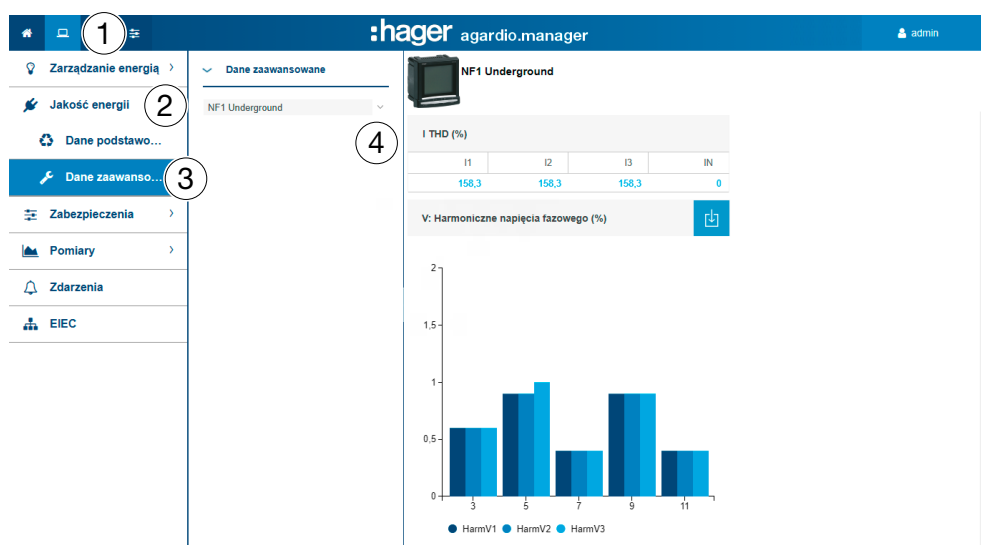 1
:hager agardio.manager
admin
Zarządzanie energią
Jakość energii
2
Dane podstawo...
Dane zaawanso...
3
Zabezpieczenia
Pomiary
Zdarzenia
EIEC
Dane zaawansowane
NF1 Underground
4
NF1 Underground
I THD (%)
I1 I2 I3 IN
158,3 158,3 158,3 0
V: Harmoniczne napięcia fazowego (%)
2
1,5
1
0,5
0
3 5 7 9 11
HarmV1 HarmV2 HarmV3